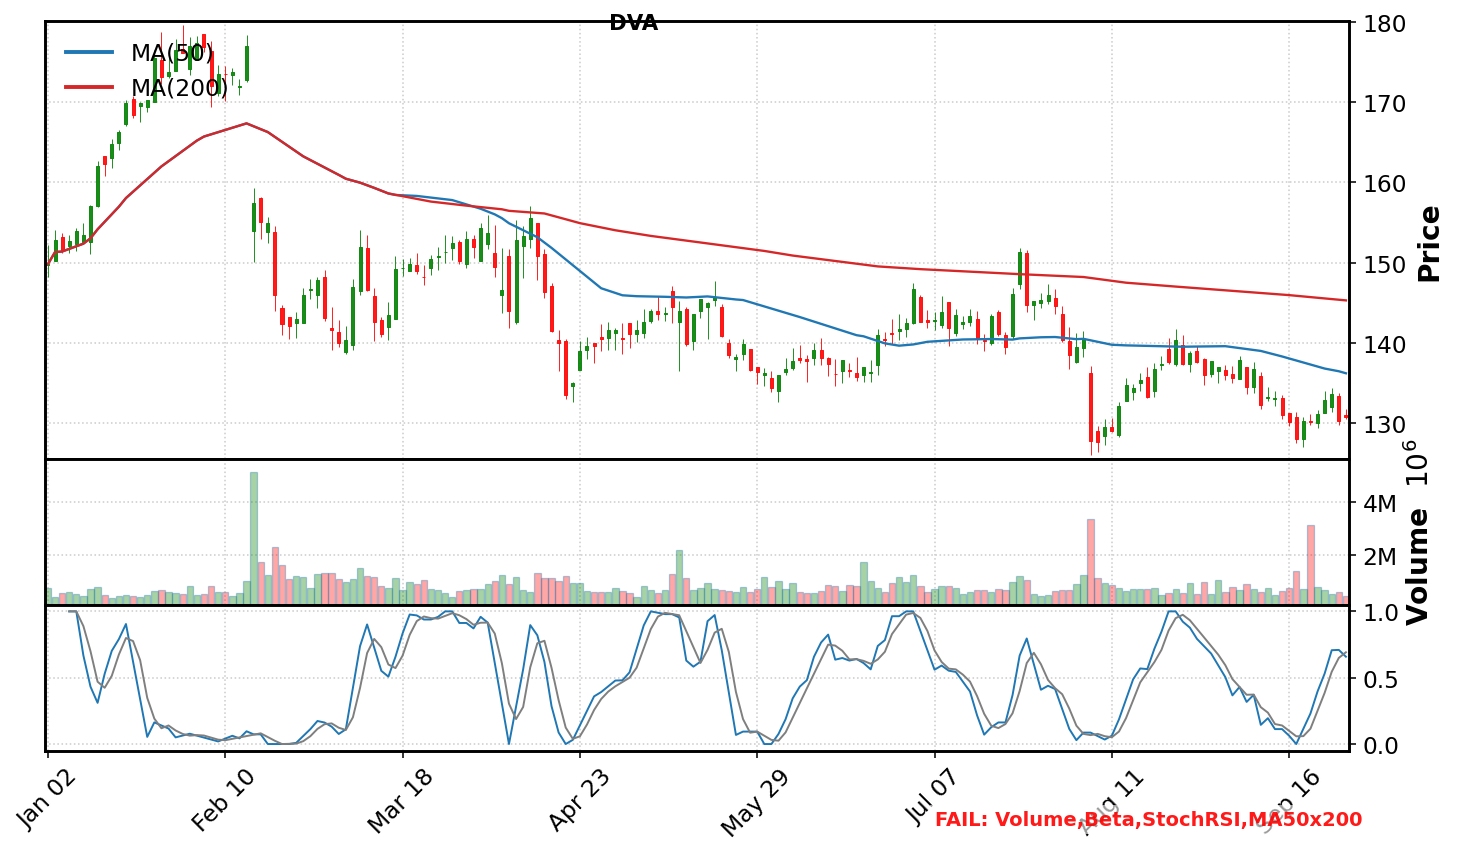 DVA
MA(50)
MA(200)
180
170
160
150
140
130
Price
10^6
4M
2M
Volume
1.0
0.5
0.0
Jan 02
Feb 10
Mar 18
Apr 23
May 29
Jul 07
Aug 11
Sep 16
FAIL: Volume,Beta,StochRSI,MA50x200